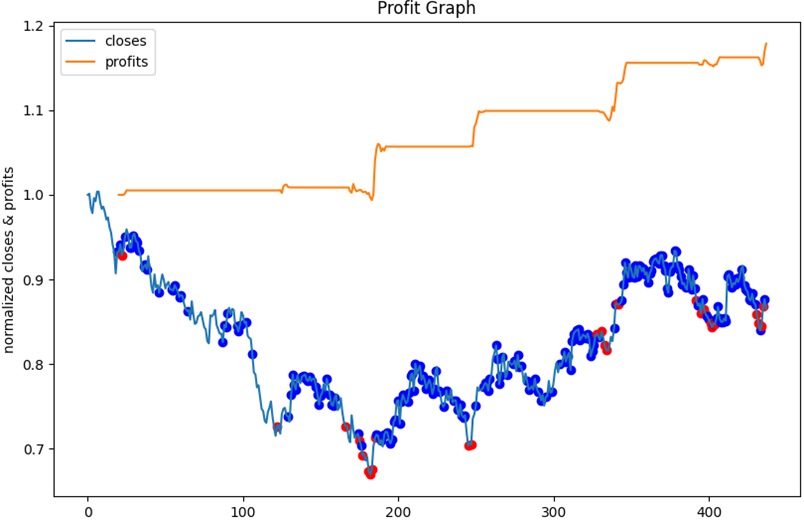 Profit Graph
1.2
closes
profits
1.1
1.0
0.9
0.8
0.7
normalized closes & profits
0 100 200 300 400